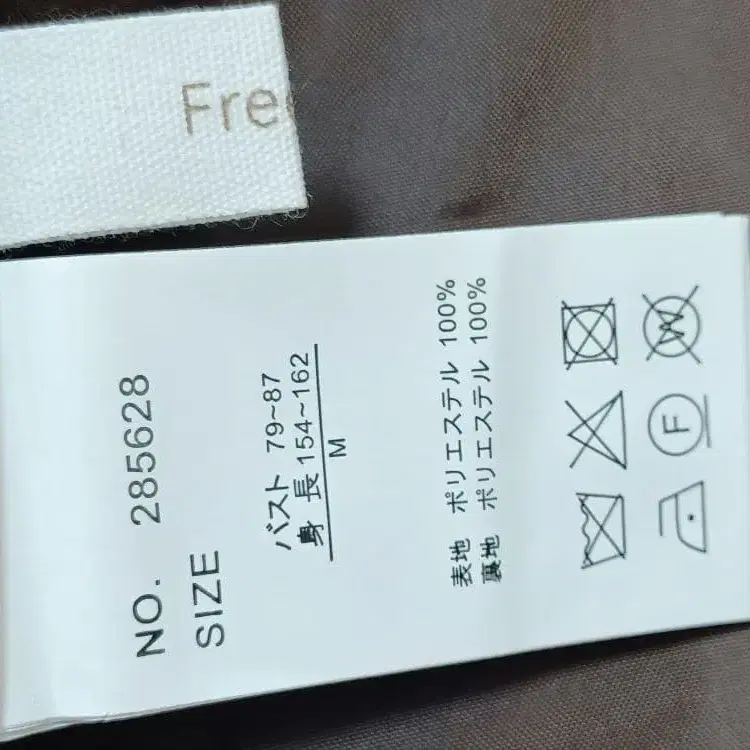 Fre
NO. 285628
SIZE
バスト 79~87
身 長 154~162
M
表地 ポリエステル 100%
裏地 ポリエステル 100%
F
W